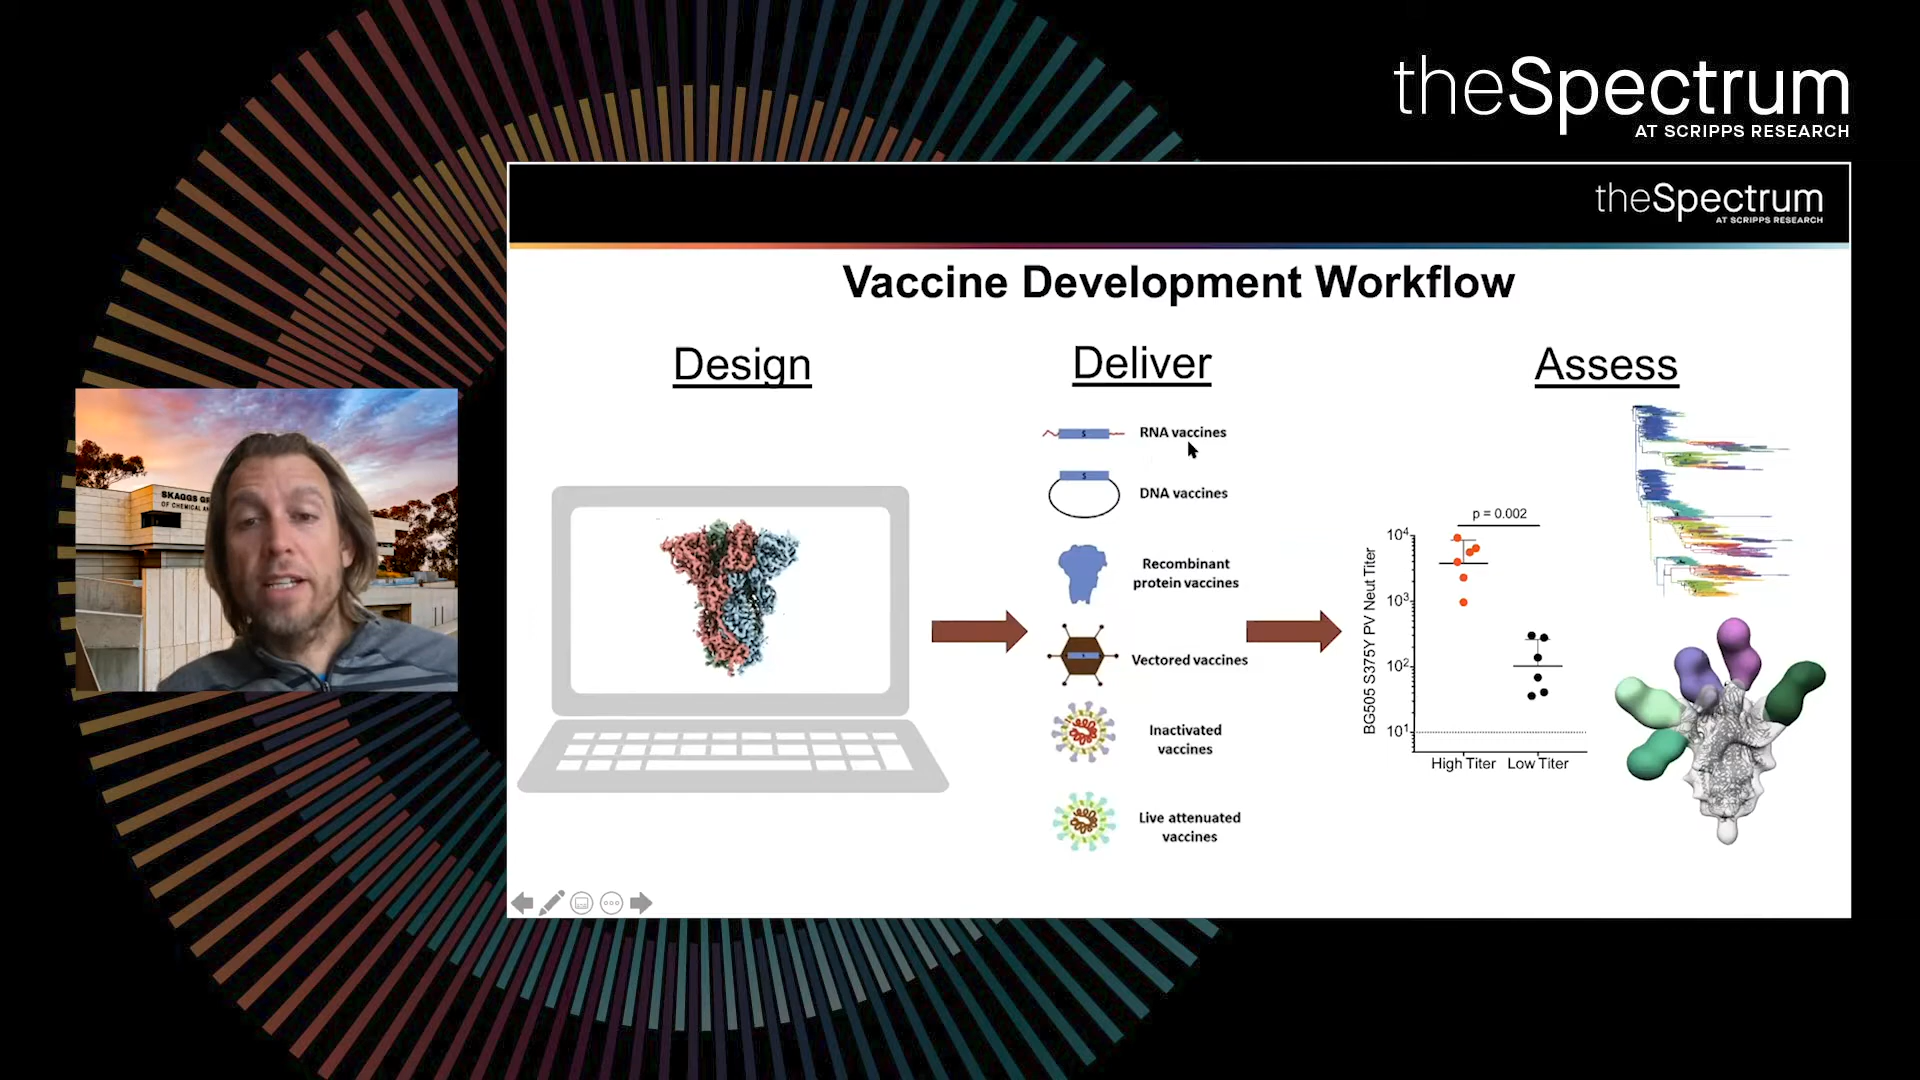 theSpectrum
AT SCRIPPS RESEARCH
theSpectrum
AT SCRIPPS RESEARCH
Vaccine Development Workflow
Design
Deliver
Assess
SKAGGS
OF CHEMICAL
RNA vaccines
DNA vaccines
Recombinant
protein vaccines
Vectored vaccines
Inactivated
vaccines
Live attenuated
vaccines
S
S
S
p = 0.002
BG505 S375Y PV Neut Titer
10⁴
10³
10²
10¹
High Titer Low Titer